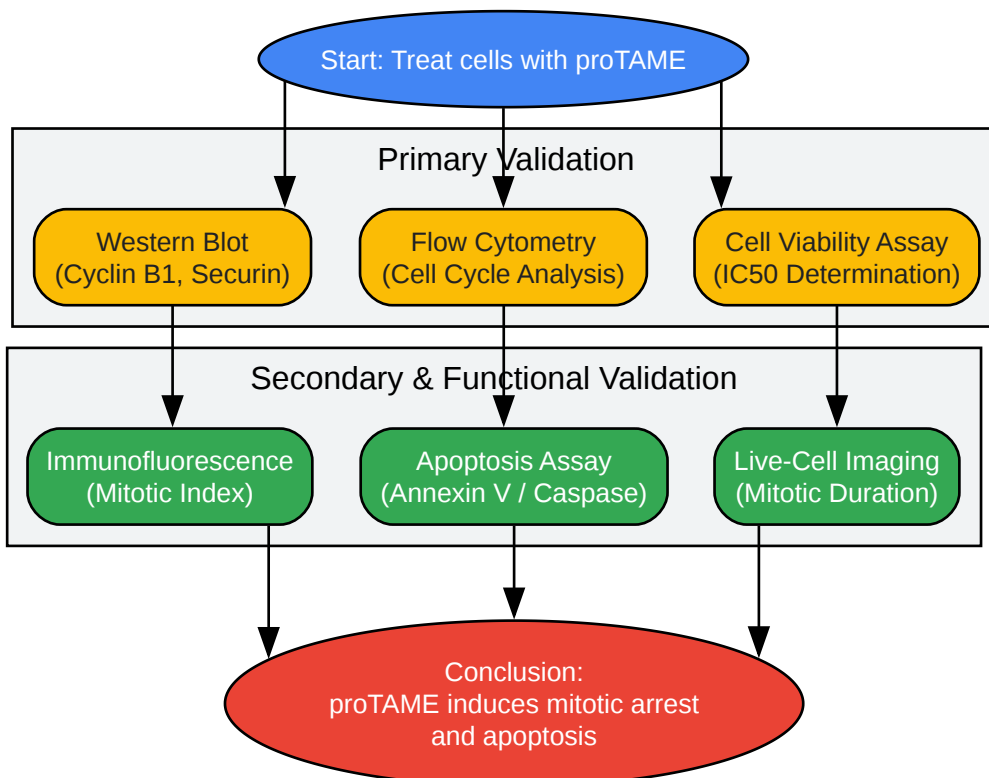 Start: Treat cells with proTAME
Primary Validation
Western Blot
(Cyclin B1, Securin)
Flow Cytometry
(Cell Cycle Analysis)
Cell Viability Assay
(IC50 Determination)
Secondary & Functional Validation
Immunofluorescence
(Mitotic Index)
Apoptosis Assay
(Annexin V / Caspase)
Live-Cell Imaging
(Mitotic Duration)
Conclusion:
proTAME induces mitotic arrest
and apoptosis